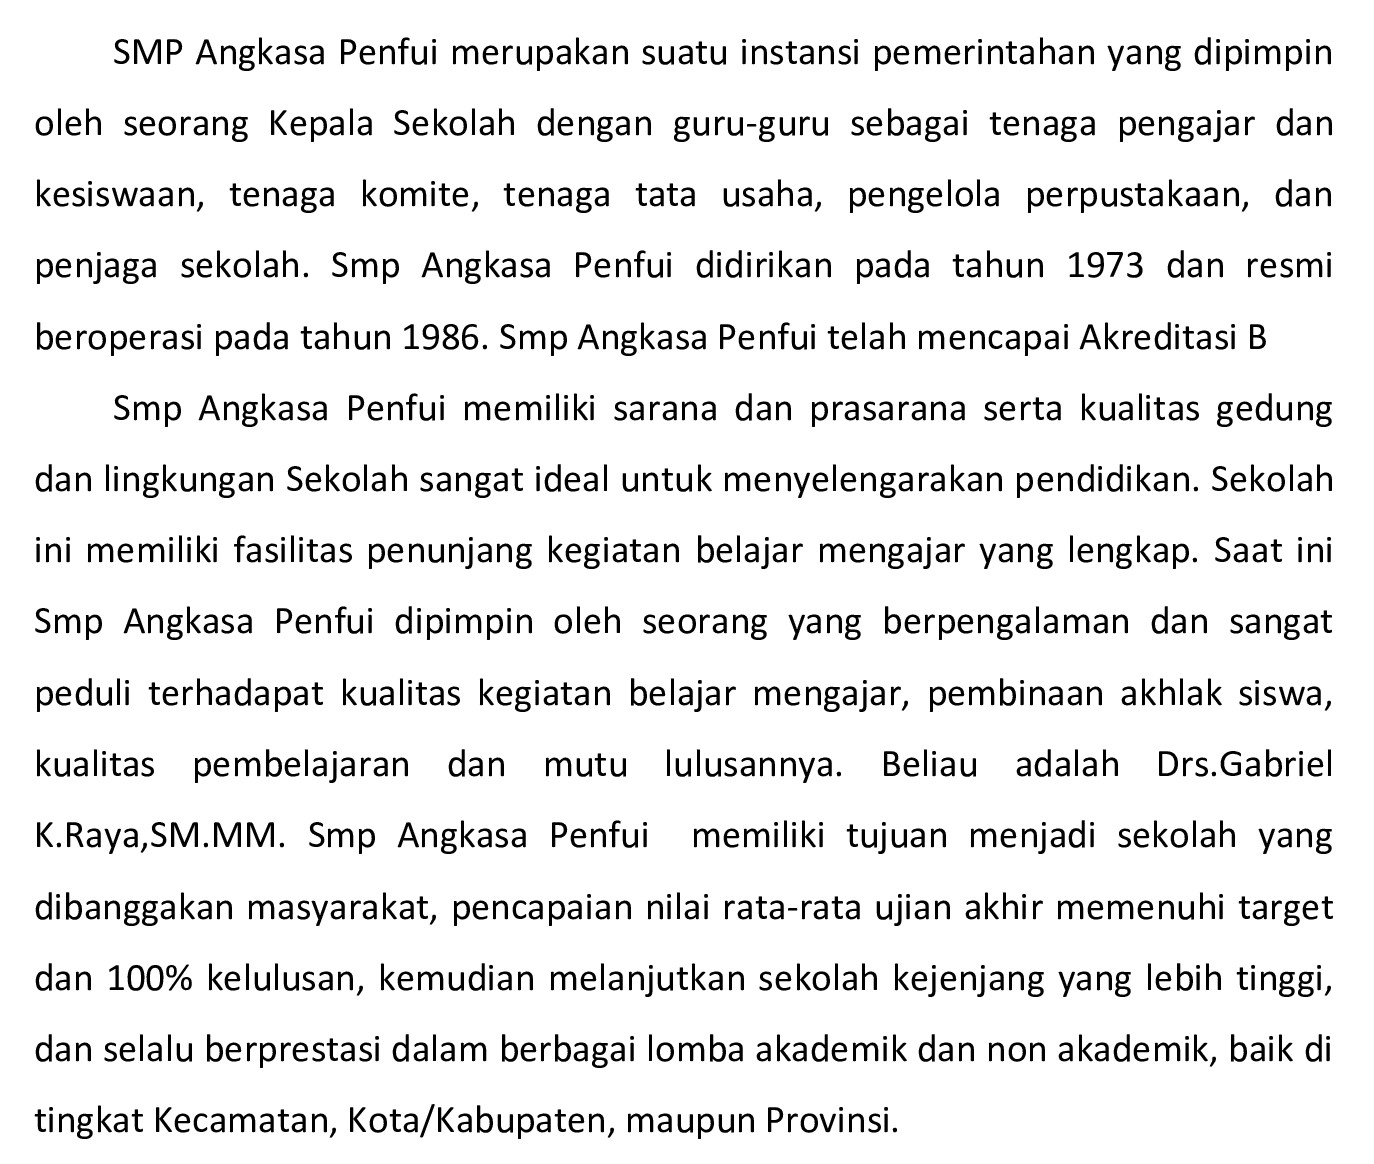 SMP Angkasa Penfui merupakan suatu instansi pemerintahan yang dipimpin
oleh seorang Kepala Sekolah dengan guru-guru sebagai tenaga pengajar dan
kesiswaan, tenaga komite, tenaga tata usaha, pengelola perpustakaan, dan
penjaga sekolah. Smp Angkasa Penfui didirikan pada tahun 1973 dan resmi
beroperasi pada tahun 1986. Smp Angkasa Penfui telah mencapai Akreditasi B
Smp Angkasa Penfui memiliki sarana dan prasarana serta kualitas gedung
dan lingkungan Sekolah sangat ideal untuk menyelengarakan pendidikan. Sekolah
ini memiliki fasilitas penunjang kegiatan belajar mengajar yang lengkap. Saat ini
Smp Angkasa Penfui dipimpin oleh seorang yang berpengalaman dan sangat
peduli terhadapat kualitas kegiatan belajar mengajar, pembinaan akhlak siswa,
kualitas pembelajaran dan mutu lulusannya. Beliau adalah Drs.Gabriel
K.Raya,SM.MM. Smp Angkasa Penfui memiliki tujuan menjadi sekolah yang
dibanggakan masyarakat, pencapaian nilai rata-rata ujian akhir memenuhi target
dan 100% kelulusan, kemudian melanjutkan sekolah kejenjang yang lebih tinggi,
dan selalu berprestasi dalam berbagai lomba akademik dan non akademik, baik di
tingkat Kecamatan, Kota/Kabupaten, maupun Provinsi.